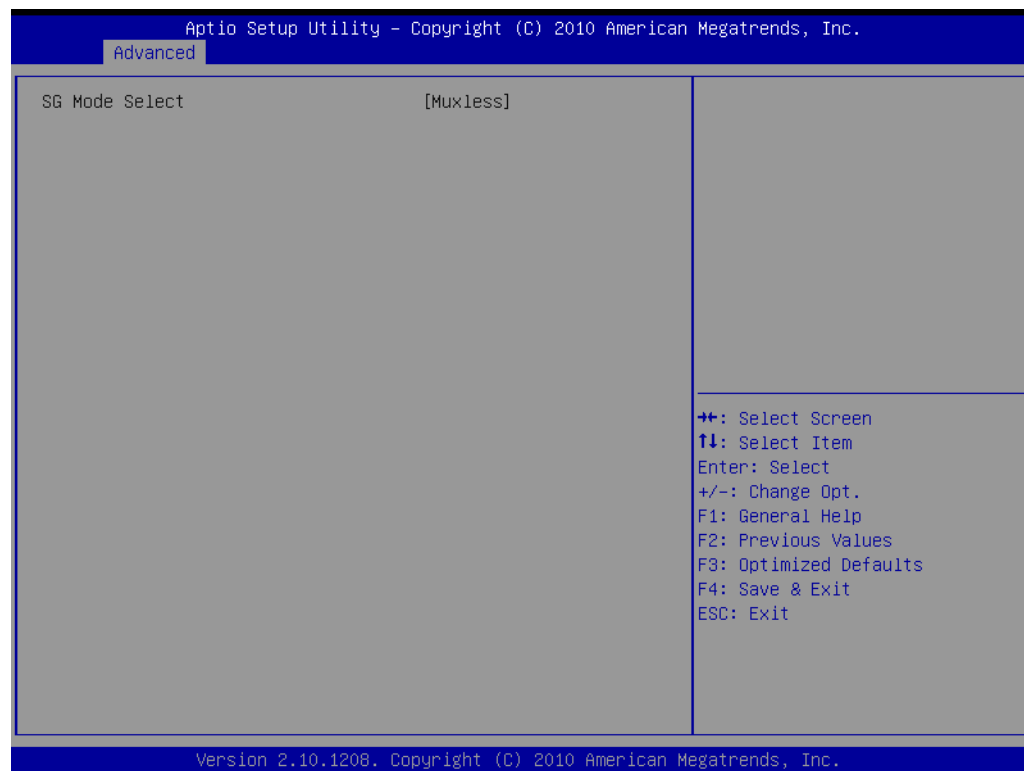 Aptio Setup Utility – Copyright (C) 2010 American Megatrends, Inc.
Advanced
SG Mode Select [Muxless]
→←: Select Screen
↑↓: Select Item
Enter: Select
+/-: Change Opt.
F1: General Help
F2: Previous Values
F3: Optimized Defaults
F4: Save & Exit
ESC: Exit
Version 2.10.1208. Copyright (C) 2010 American Megatrends, Inc.